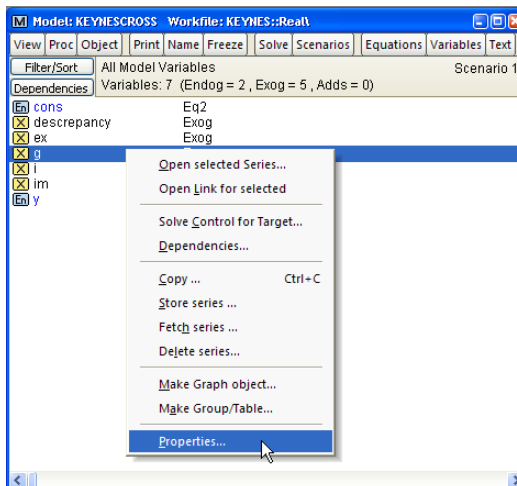 Model: KEYNESCROSS Workfile: KEYNES::Real\
View Proc Object Print Name Freeze Solve Scenarios Equations Variables Text
Filter/Sort All Model Variables Scenario 1
Dependencies Variables: 7 (Endog = 2 , Exog = 5 , Adds = 0)
En cons Eq2
X descrepancy Exog
X ex Exog
X g
X i
X im
En y
Open selected Series...
Open Link for selected
Solve Control for Target...
Dependencies...
Copy ... Ctrl+C
Store series ...
Fetch series ...
Delete series...
Make Graph object...
Make Group/Table...
Properties...